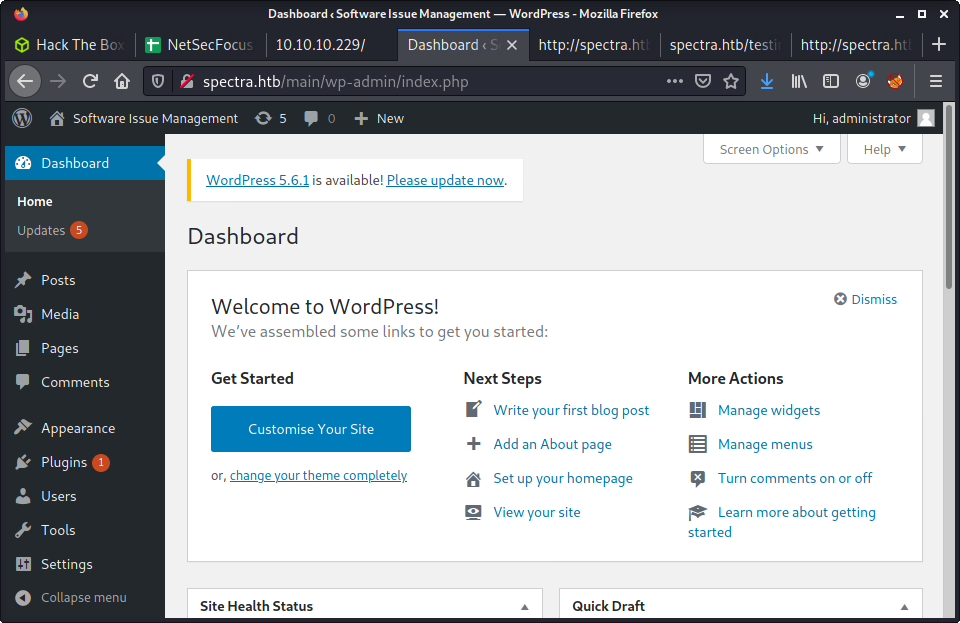 Dashboard ‹ Software Issue Management — WordPress - Mozilla Firefox
Hack The Box
NetSecFocus
10.10.10.229/
Dashboard ‹ S
http://spectra.htb
spectra.htb/testi
http://spectra.ht
spectra.htb/main/wp-admin/index.php
Software Issue Management
5
0
New
Hi, administrator
Dashboard
Home
Updates 5
Posts
Media
Pages
Comments
Appearance
Plugins 1
Users
Tools
Settings
Collapse menu
Screen Options ▼
Help ▼
WordPress 5.6.1 is available! Please update now.
Dashboard
Welcome to WordPress!
We’ve assembled some links to get you started:
Dismiss
Get Started
Customise Your Site
or, change your theme completely
Next Steps
Write your first blog post
Add an About page
Set up your homepage
View your site
More Actions
Manage widgets
Manage menus
Turn comments on or off
Learn more about getting
started
Site Health Status
Quick Draft